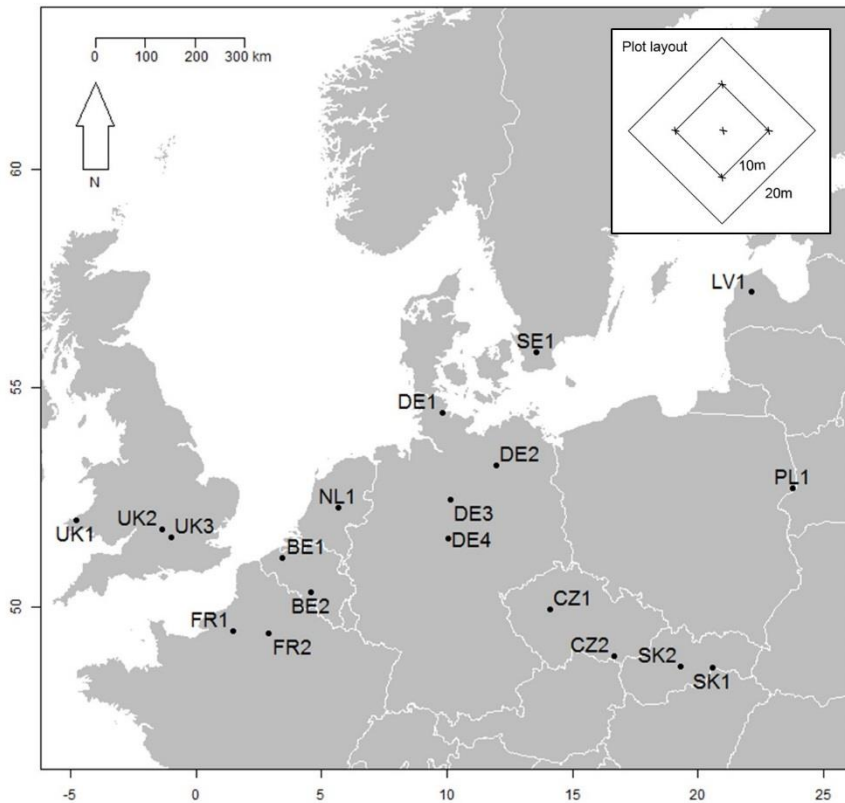 0 100 200 300 km
N
Plot layout
10m
20m
60
55
50
LV1
SE1
DE1
DE2
PL1
NL1
DE3
UK1
UK2
UK3
BE1
DE4
BE2
CZ1
FR1
FR2
CZ2
SK2
SK1
-5 0 5 10 15 20 25